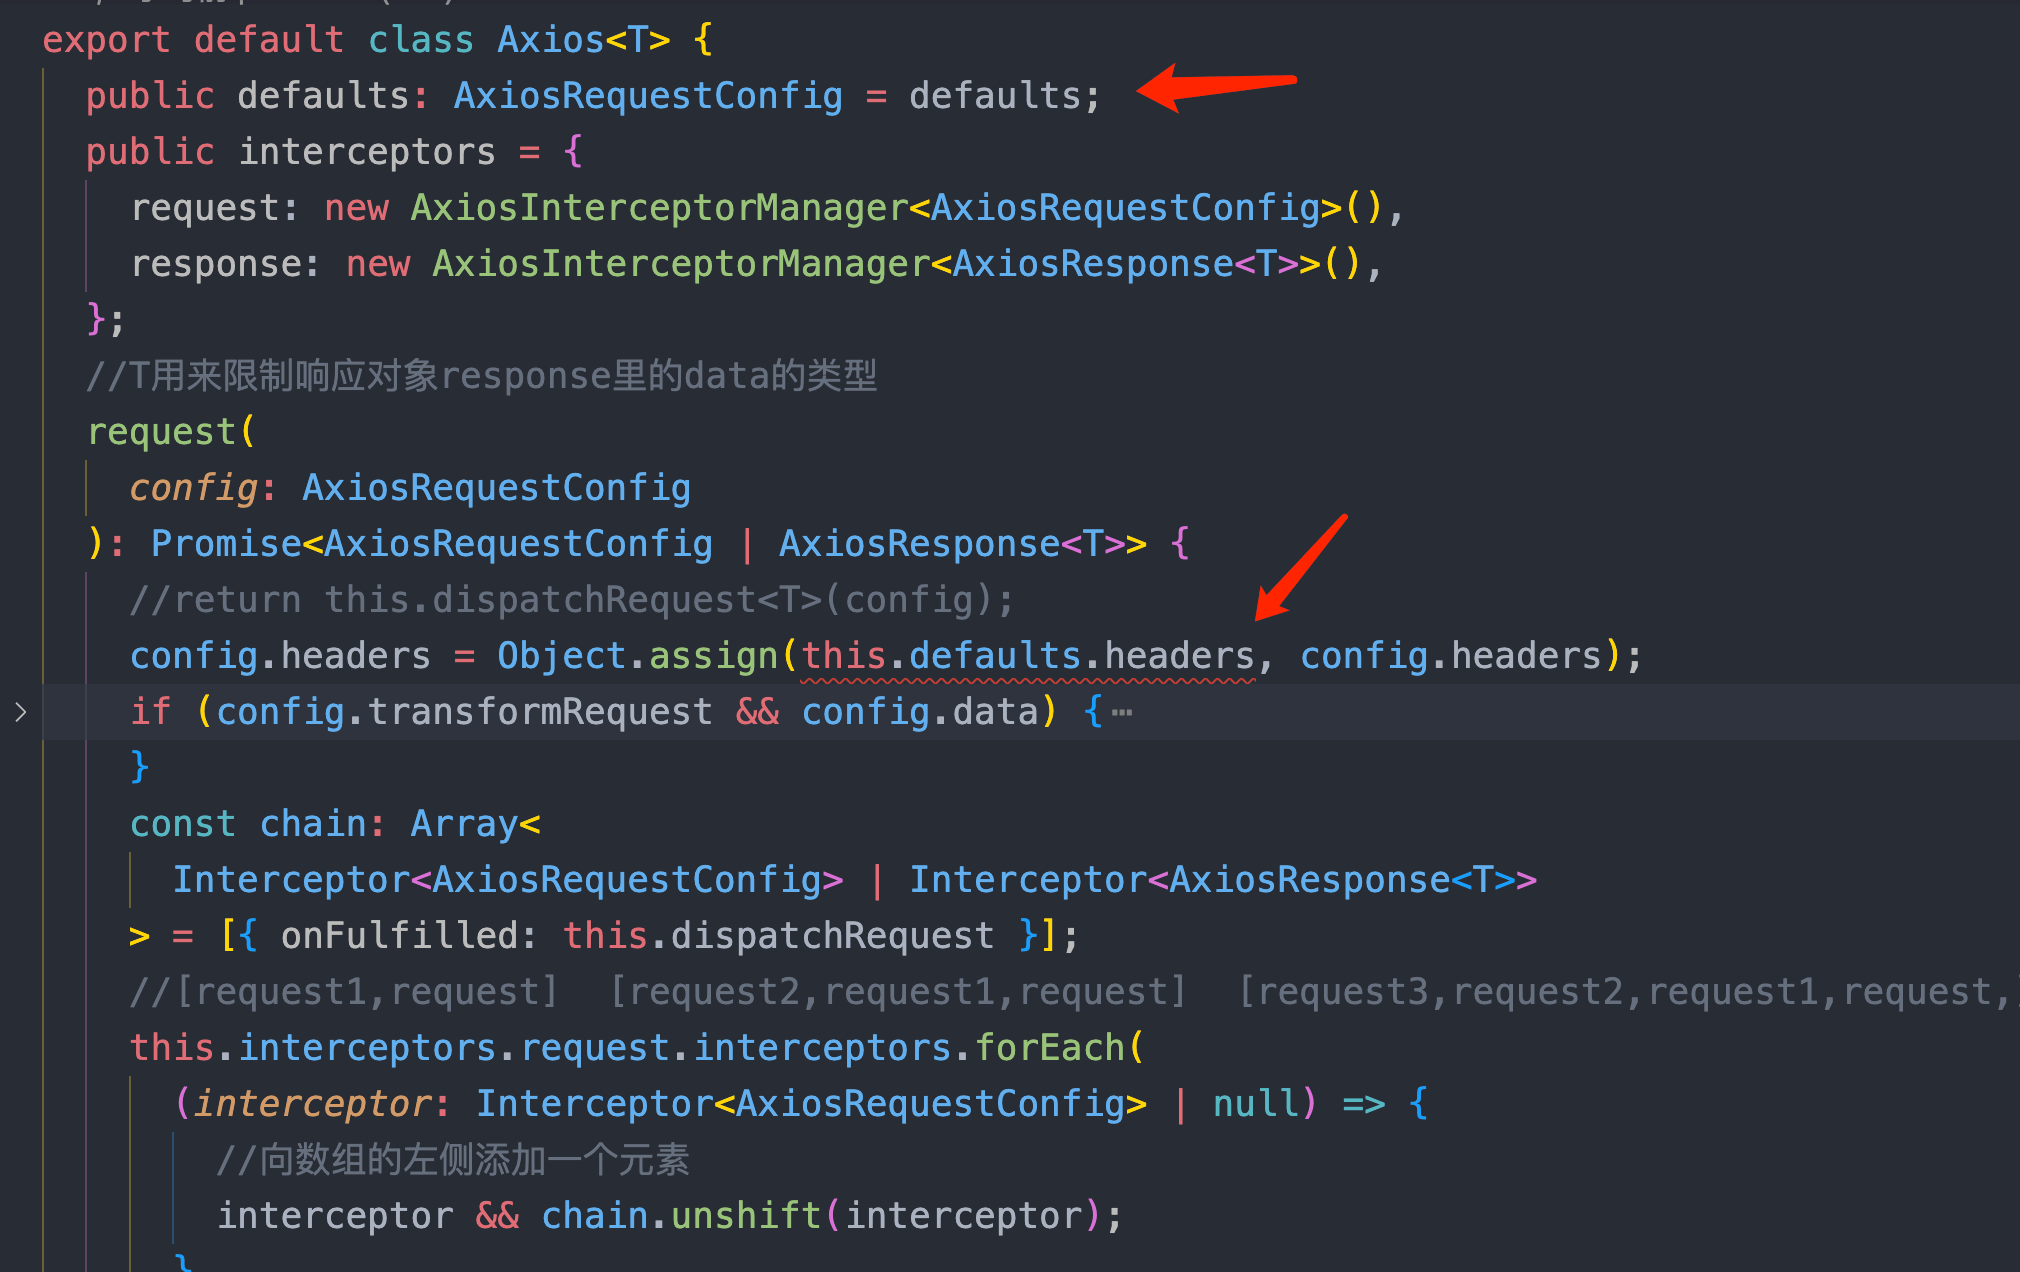 export default class Axios<T> {
public defaults: AxiosRequestConfig = defaults;
public interceptors = {
request: new AxiosInterceptorManager<AxiosRequestConfig>(),
response: new AxiosInterceptorManager<AxiosResponse<T>>(),
};
//T用来限制响应对象response里的data的类型
request(
config: AxiosRequestConfig
): Promise<AxiosRequestConfig | AxiosResponse<T>> {
//return this.dispatchRequest<T>(config);
config.headers = Object.assign(this.defaults.headers, config.headers);
if (config.transformRequest && config.data) {⋯
}
const chain: Array<
Interceptor<AxiosRequestConfig> | Interceptor<AxiosResponse<T>>
> = [{ onFulfilled: this.dispatchRequest }];
//[request1,request]  [request2,request1,request]  [request3,request2,request1,request,
this.interceptors.request.interceptors.forEach(
(interceptor: Interceptor<AxiosRequestConfig> | null) => {
//向数组的左侧添加一个元素
interceptor && chain.unshift(interceptor);
}